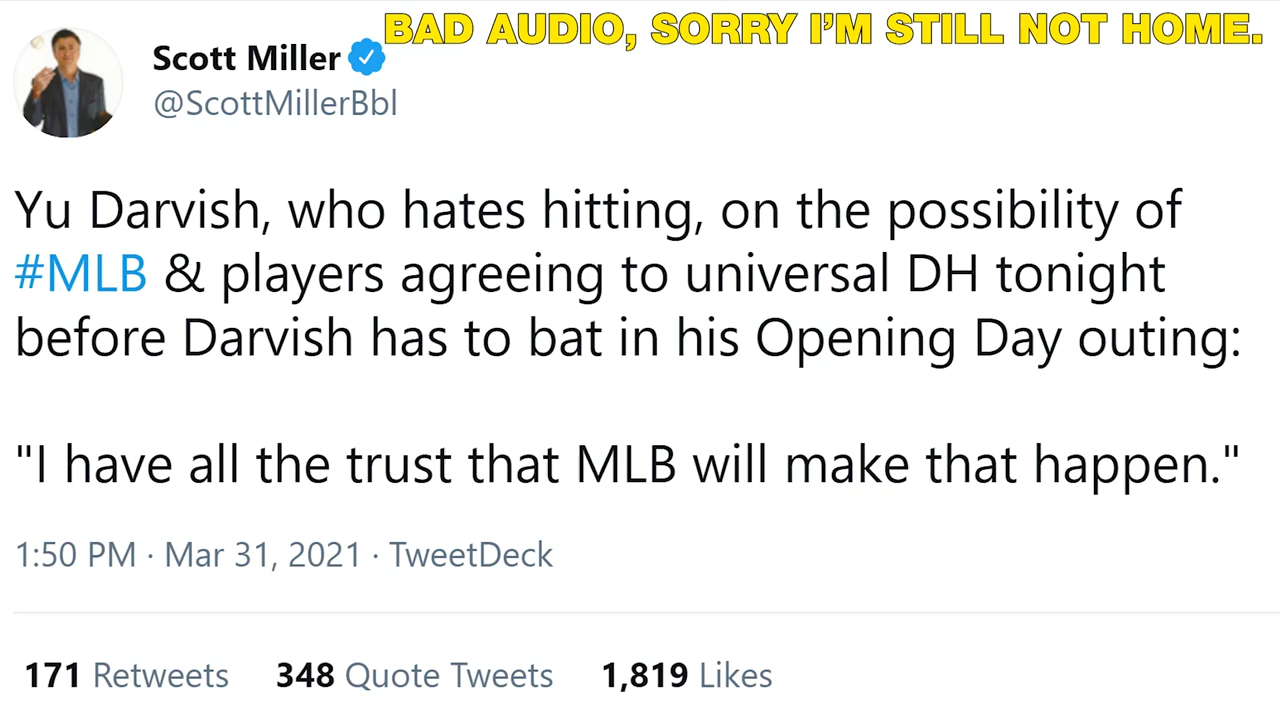 BAD AUDIO, SORRY I'M STILL NOT HOME.
Scott Miller
@ScottMillerBbl
Yu Darvish, who hates hitting, on the possibility of
#MLB & players agreeing to universal DH tonight
before Darvish has to bat in his Opening Day outing:
"I have all the trust that MLB will make that happen."
1:50 PM · Mar 31, 2021 · TweetDeck
171 Retweets 348 Quote Tweets 1,819 Likes